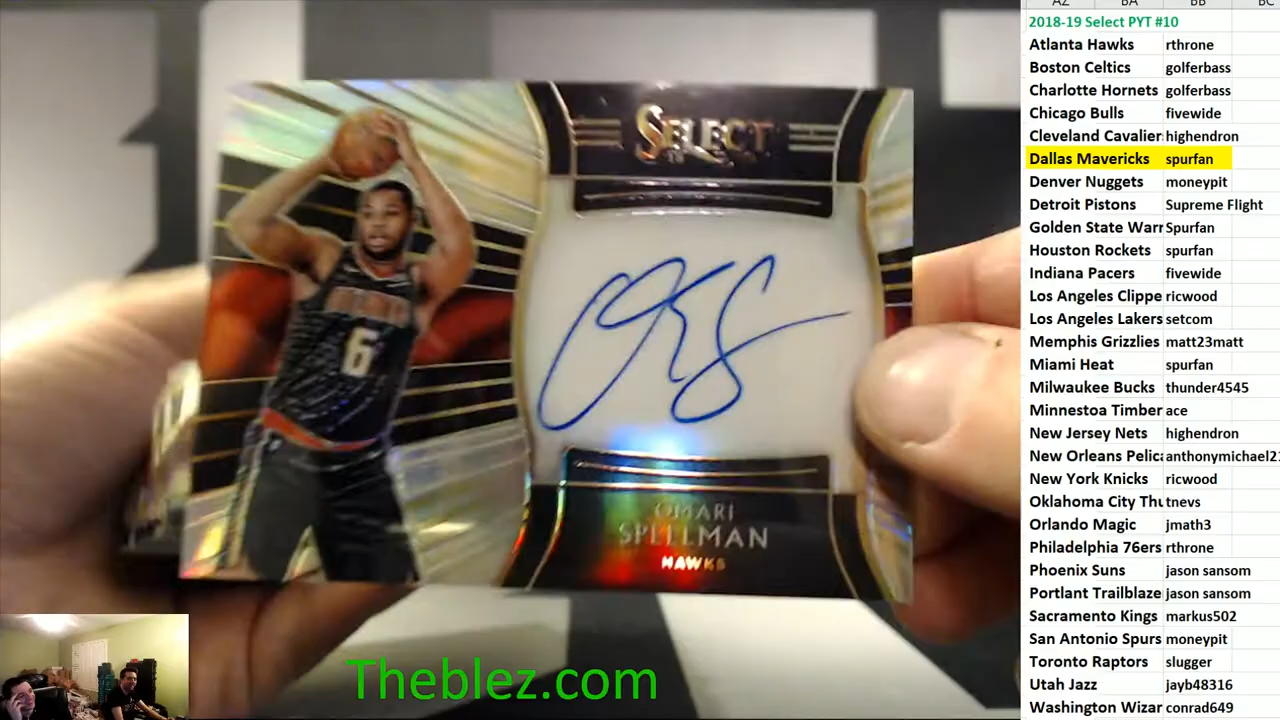 AZ BA BB BC
2018-19 Select PYT #10
Atlanta Hawks rthrone
Boston Celtics golferbass
Charlotte Hornets golferbass
Chicago Bulls fivewide
Cleveland Cavalier highendron
Dallas Mavericks spurfan
Denver Nuggets moneypit
Detroit Pistons Supreme Flight
Golden State Warr Spurfan
Houston Rockets spurfan
Indiana Pacers fivewide
Los Angeles Clippe ricwood
Los Angeles Lakers setcom
Memphis Grizzlies matt23matt
Miami Heat spurfan
Milwaukee Bucks thunder4545
Minnestoa Timber ace
New Jersey Nets highendron
New Orleans Pelica anthonymichael21
New York Knicks ricwood
Oklahoma City Thu tnevs
Orlando Magic jmath3
Philadelphia 76ers rthrone
Phoenix Suns jason sansom
Portlant Trailblaze jason sansom
Sacramento Kings markus502
San Antonio Spurs moneypit
Toronto Raptors slugger
Utah Jazz jayb48316
Washington Wizar conrad649
SELECT
6
OMARI
SPELLMAN
HAWKS
Theblez.com